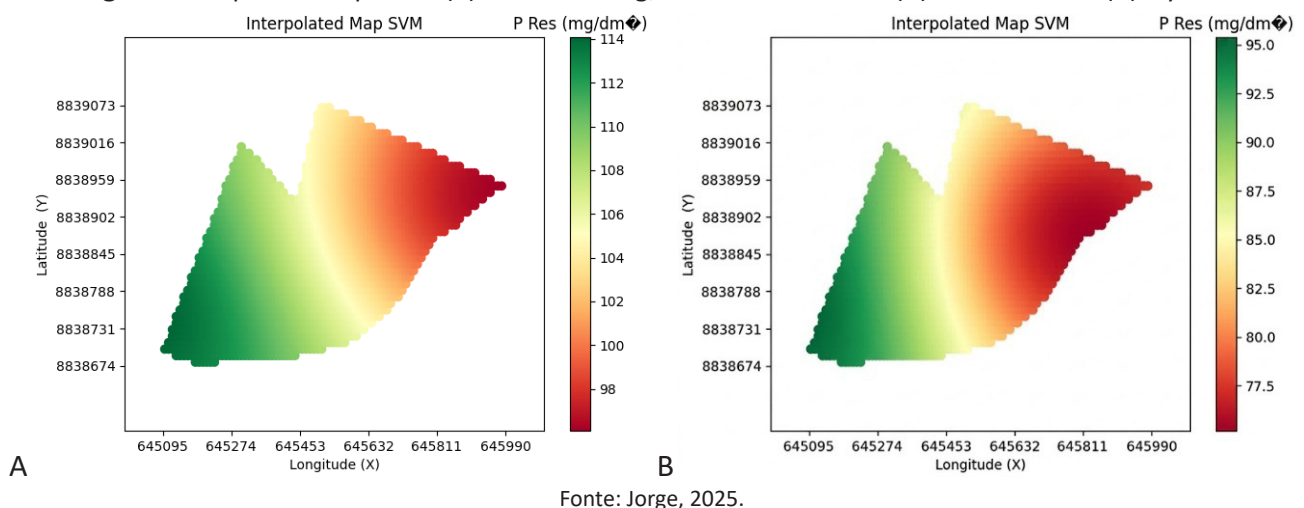 Interpolated Map SVM
P Res (mg/dm�)
114
112
110
108
106
104
102
100
98
8839073
8839016
8838959
8838902
8838845
8838788
8838731
8838674
Latitude (Y)
645095 645274 645453 645632 645811 645990
Longitude (X)
A
Interpolated Map SVM
P Res (mg/dm�)
95.0
92.5
90.0
87.5
85.0
82.5
80.0
77.5
8839073
8839016
8838959
8838902
8838845
8838788
8838731
8838674
Latitude (Y)
645095 645274 645453 645632 645811 645990
Longitude (X)
B
Fonte: Jorge, 2025.